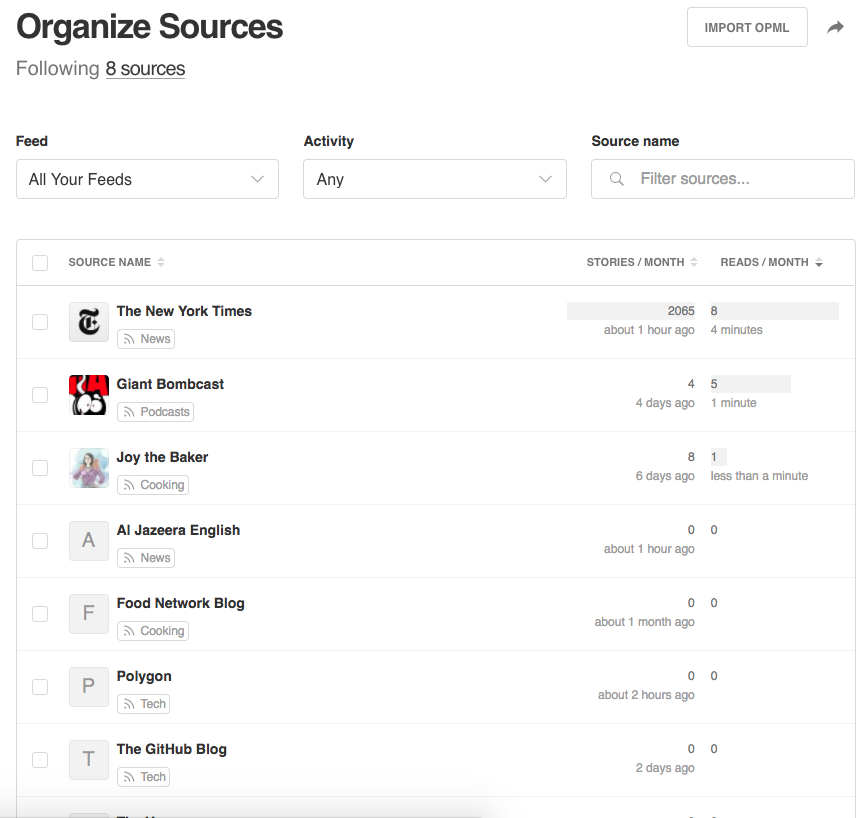 Organize Sources
IMPORT OPML
Following 8 sources
Feed
Activity
Source name
All Your Feeds
Any
Filter sources...
SOURCE NAME
STORIES / MONTH
READS / MONTH
The New York Times
2065
8
News
about 1 hour ago
4 minutes
Giant Bombcast
4
5
Podcasts
4 days ago
1 minute
Joy the Baker
8
1
Cooking
6 days ago
less than a minute
A
Al Jazeera English
0
0
News
about 1 hour ago
F
Food Network Blog
0
0
Cooking
about 1 month ago
P
Polygon
0
0
Tech
about 2 hours ago
T
The GitHub Blog
0
0
Tech
2 days ago